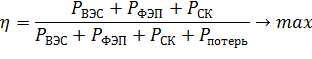 η = (P_ВЭС + P_ФЭП + P_СК) / (P_ВЭС + P_ФЭП + P_СК + P_потерь) → max